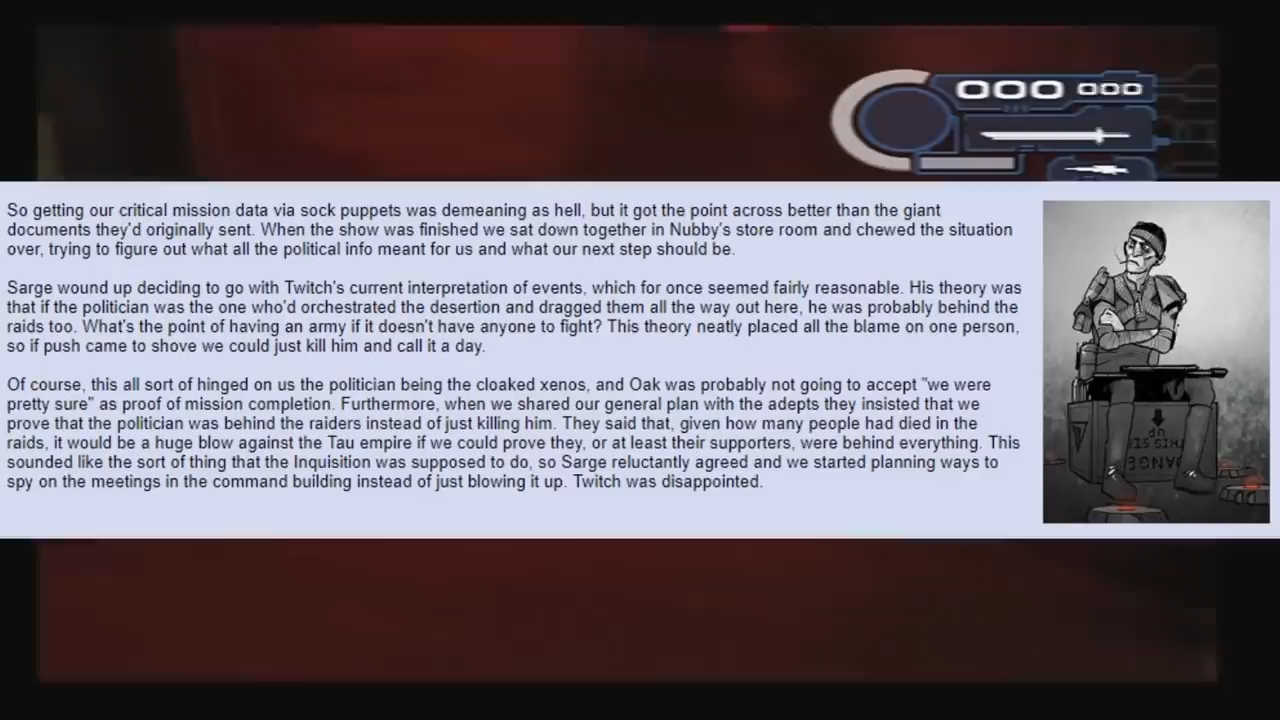 000 000
So getting our critical mission data via sock puppets was demeaning as hell, but it got the point across better than the giant
documents they'd originally sent. When the show was finished we sat down together in Nubby's store room and chewed the situation
over, trying to figure out what all the political info meant for us and what our next step should be.
Sarge wound up deciding to go with Twitch's current interpretation of events, which for once seemed fairly reasonable. His theory was
that if the politician was the one who'd orchestrated the desertion and dragged them all the way out here, he was probably behind the
raids too. What's the point of having an army if it doesn't have anyone to fight? This theory neatly placed all the blame on one person,
so if push came to shove we could just kill him and call it a day.
Of course, this all sort of hinged on us the politician being the cloaked xenos, and Oak was probably not going to accept "we were
pretty sure" as proof of mission completion. Furthermore, when we shared our general plan with the adepts they insisted that we
prove that the politician was behind the raiders instead of just killing him. They said that, given how many people had died in the
raids, it would be a huge blow against the Tau empire if we could prove they, or at least their supporters, were behind everything. This
sounded like the sort of thing that the Inquisition was supposed to do, so Sarge reluctantly agreed and we started planning ways to
spy on the meetings in the command building instead of just blowing it up. Twitch was disappointed.
UP
THIS SI
DANGE